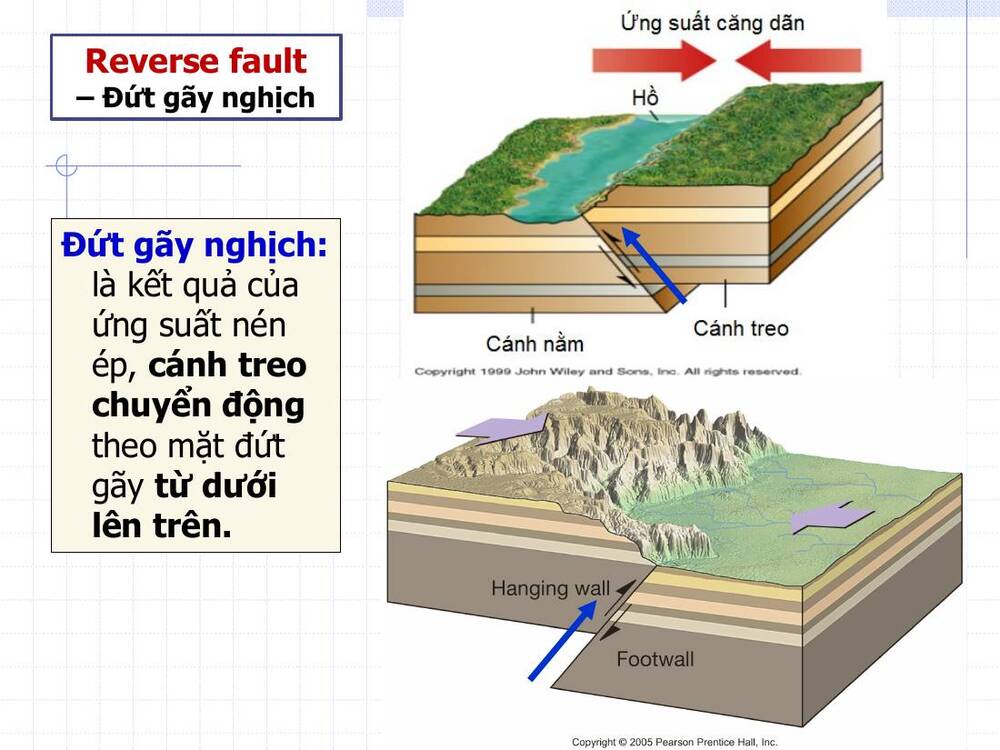 Reverse fault
– Đứt gãy nghịch
Đứt gãy nghịch:
là kết quả của
ứng suất nén
ép, cánh treo
chuyển động
theo mặt đứt
gãy từ dưới
lên trên.
Ứng suất căng dãn
Hồ
Cánh treo
Cánh nằm
Copyright 1999 John Wiley and Sons, Inc. All rights reserved.
Hanging wall
Footwall
Copyright © 2005 Pearson Prentice Hall, Inc.